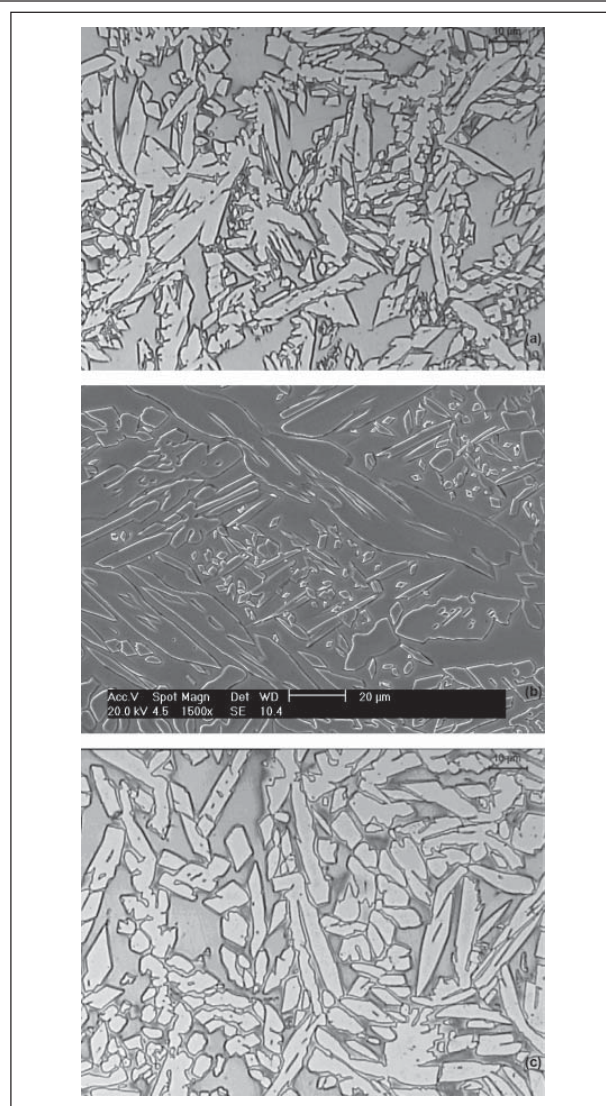 10 µm
(a)
Acc.V Spot Magn Det WD 20 µm
20.0 kV 4.5 1500x SE 10.4
(b)
10 µm
(c)